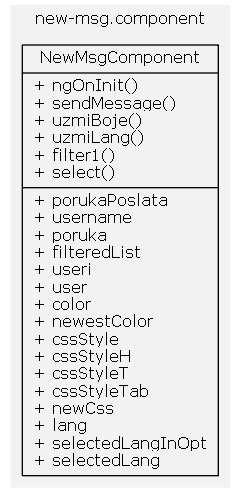 new-msg.component
NewMsgComponent
+ ngOnInit()
+ sendMessage()
+ uzmiBoje()
+ uzmiLang()
+ filter1()
+ select()
+ porukaPoslata
+ username
+ poruka
+ filteredList
+ useri
+ user
+ color
+ newestColor
+ cssStyle
+ cssStyleH
+ cssStyleT
+ cssStyleTab
+ newCss
+ lang
+ selectedLangInOpt
+ selectedLang